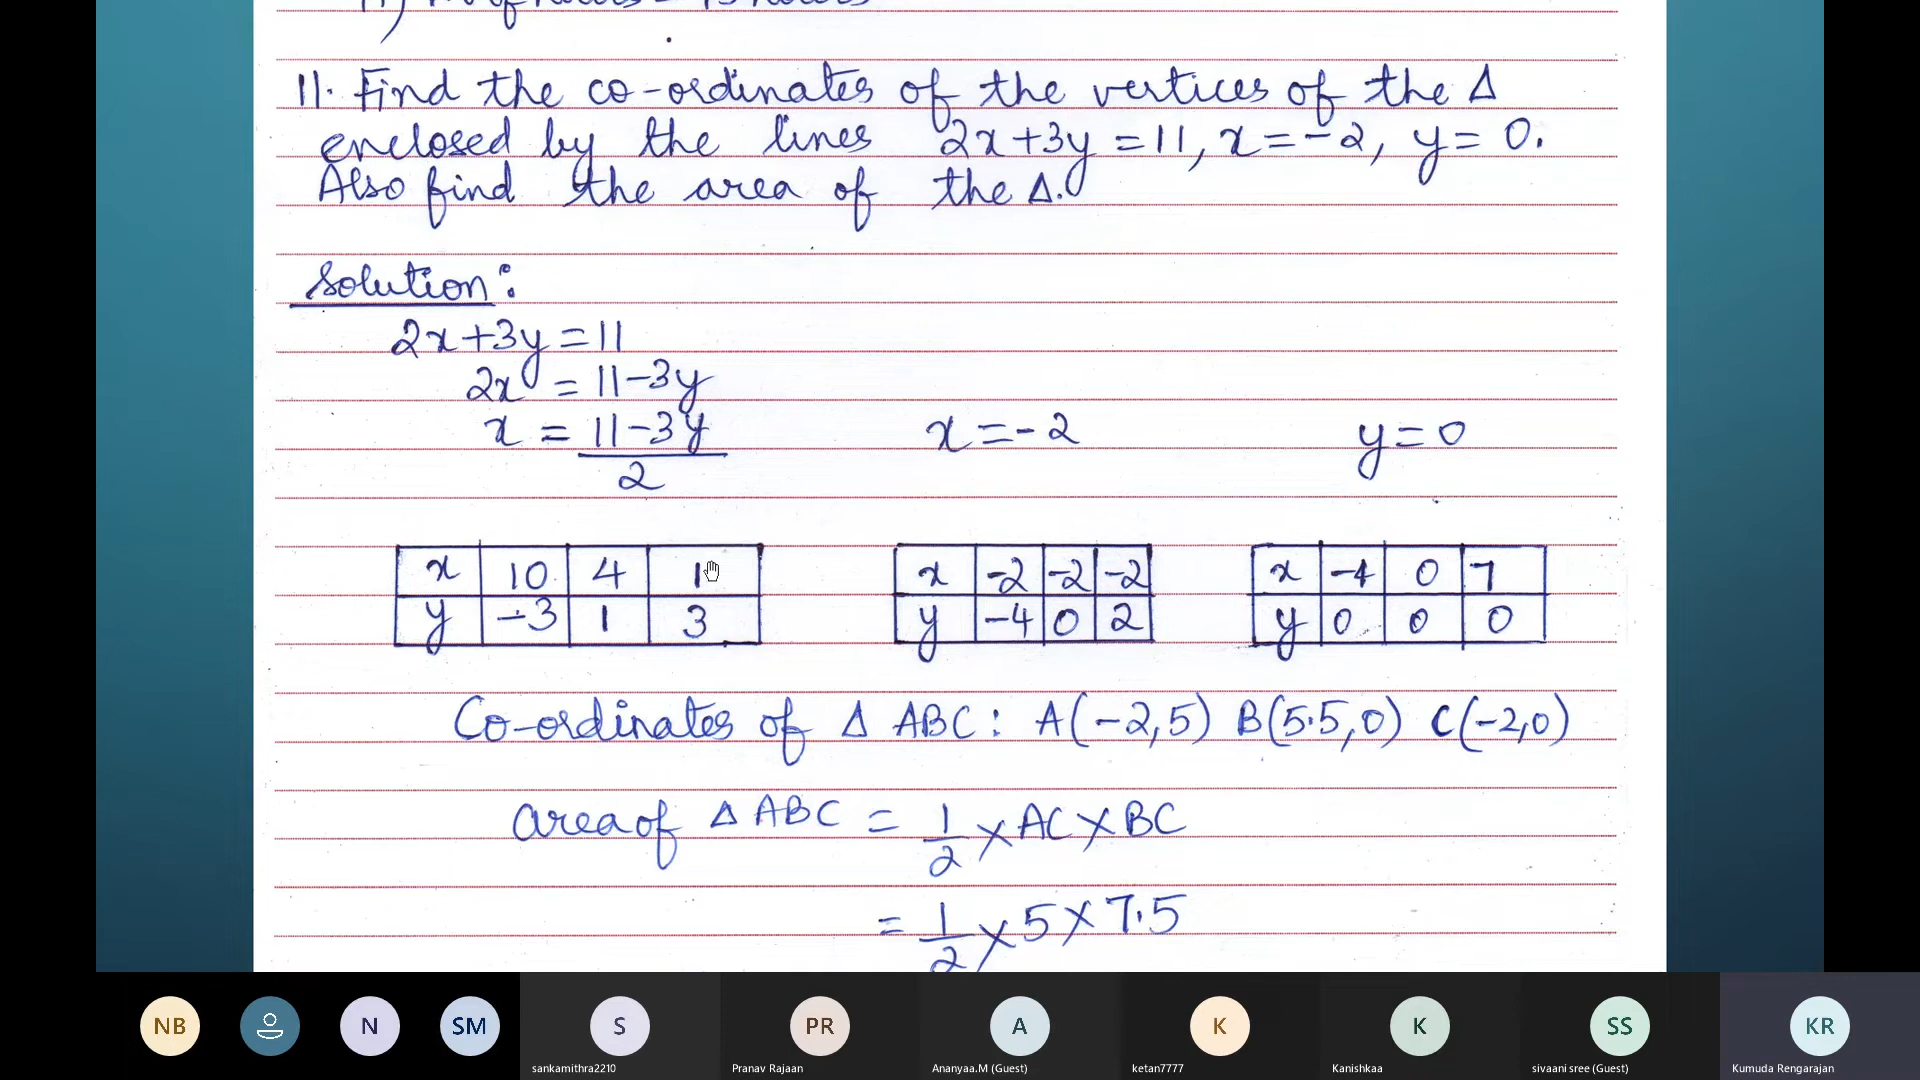 11. Find the co-ordinates of the vertices of the Δ
enclosed by the lines 2x+3y=11, x=-2, y=0.
Also find the area of the Δ.
Solution:
2x+3y=11
2x = 11-3y
x = 11-3y x=-2 y=0
2
x 10 4 1 x -2 -2 -2 x -4 0 7
y -3 1 3 y -4 0 2 y 0 0 0
Co-ordinates of Δ ABC: A(-2,5) B(5.5,0) C(-2,0)
area of Δ ABC = 1/2 × AC × BC
= 1/2 × 5 × 7.5
NB N SM S PR A K K SS KR
sankamithra2210 Pranav Rajaan Ananyaa.M (Guest) ketan7777 Kanishkaa sivaani sree (Guest) Kumuda Rengarajan